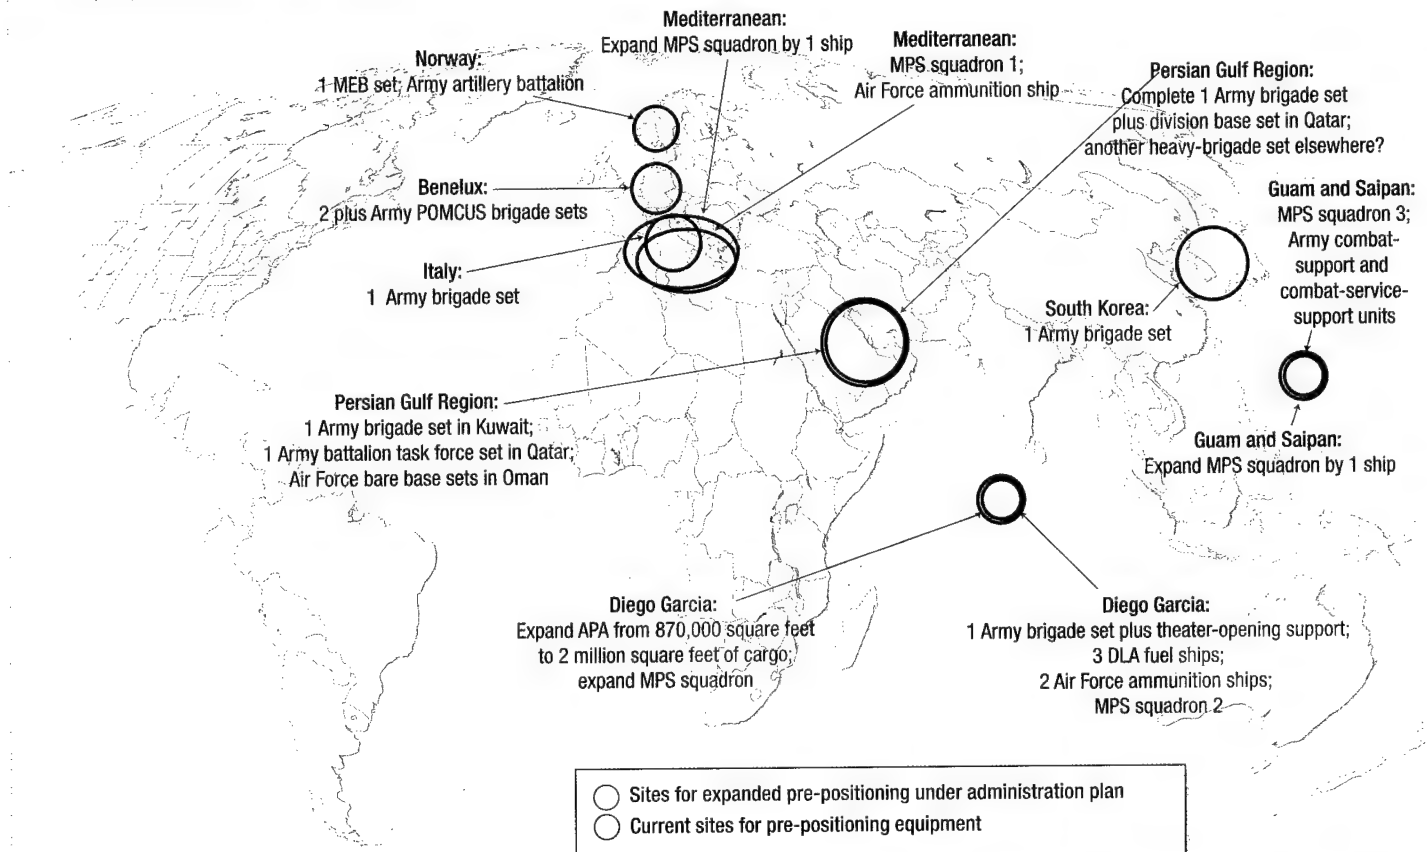 Mediterranean:
Expand MPS squadron by 1 ship
Mediterranean:
MPS squadron 1;
Air Force ammunition ship
Norway:
1 MEB set; Army artillery battalion
Persian Gulf Region:
Complete 1 Army brigade set
plus division base set in Qatar;
another heavy-brigade set elsewhere?
Benelux:
2 plus Army POMCUS brigade sets
Guam and Saipan:
MPS squadron 3;
Army combat-
support and
combat-service-
support units
Italy:
1 Army brigade set
South Korea:
1 Army brigade set
Persian Gulf Region:
1 Army brigade set in Kuwait;
1 Army battalion task force set in Qatar;
Air Force bare base sets in Oman
Guam and Saipan:
Expand MPS squadron by 1 ship
Diego Garcia:
Expand APA from 870,000 square feet
to 2 million square feet of cargo;
expand MPS squadron
Diego Garcia:
1 Army brigade set plus theater-opening support;
3 DLA fuel ships;
2 Air Force ammunition ships;
MPS squadron 2
Sites for expanded pre-positioning under administration plan
Current sites for pre-positioning equipment